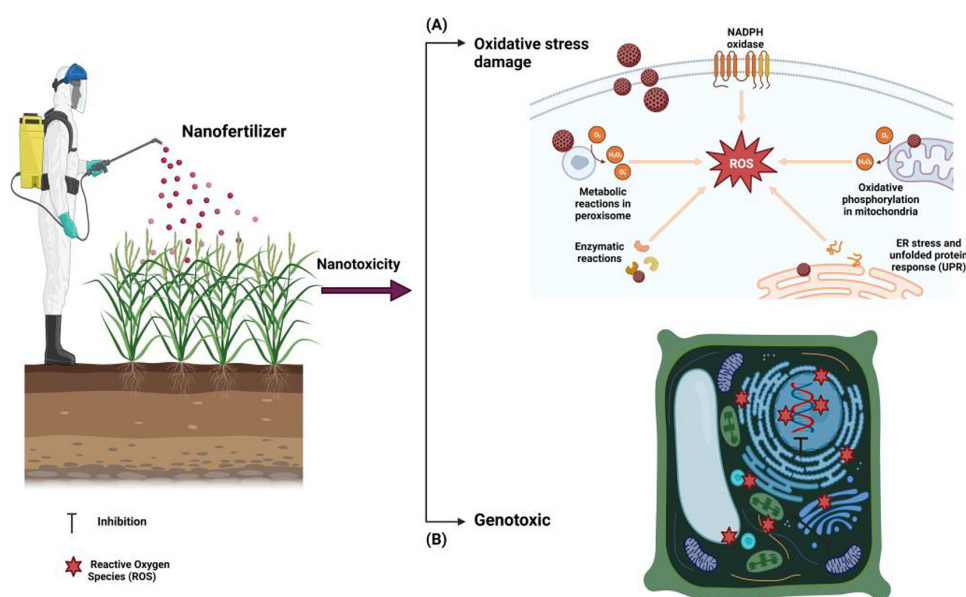 Nanofertilizer
Nanotoxicity
(A)
Oxidative stress
damage
NADPH
oxidase
O₂
H₂O₂
O₂⁻
Metabolic
reactions in
peroxisome
ROS
O₂
H₂O₂
Oxidative
phosphorylation
in mitochondria
Enzymatic
reactions
ER stress and
unfolded protein
response (UPR)
Genotoxic
(B)
Inhibition
Reactive Oxygen
Species (ROS)